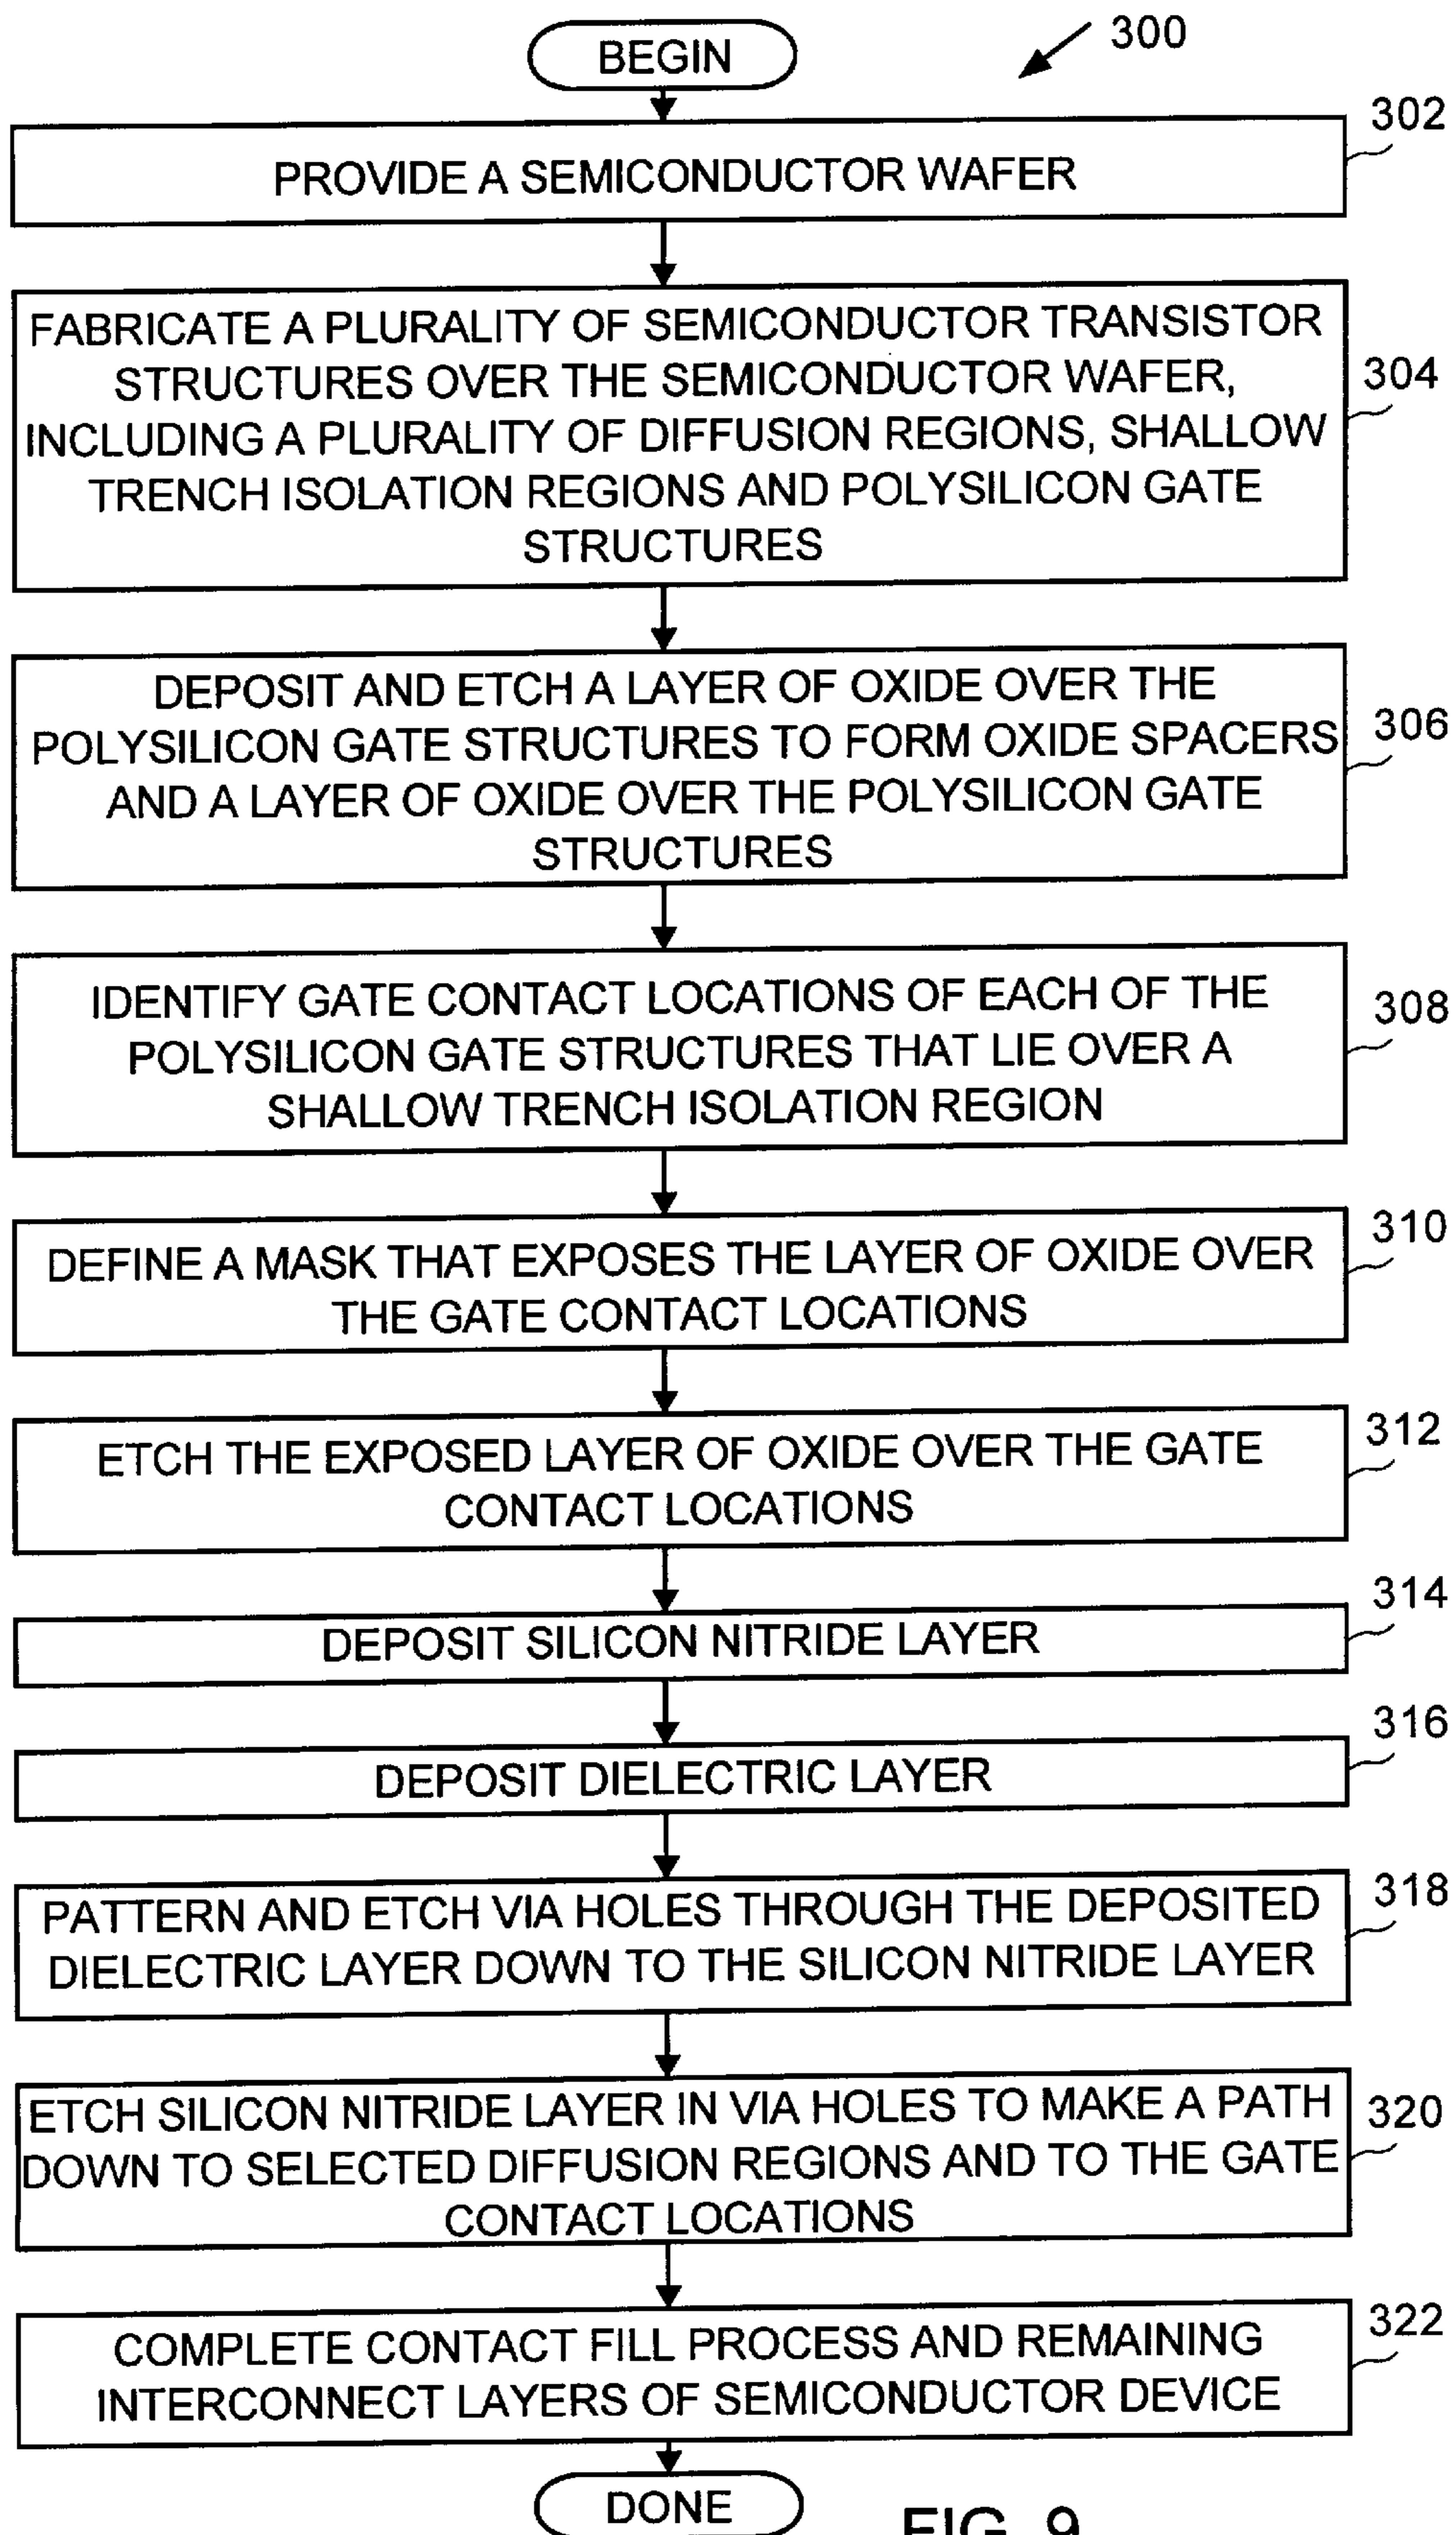 BEGIN
300
302
PROVIDE A SEMICONDUCTOR WAFER
FABRICATE A PLURALITY OF SEMICONDUCTOR TRANSISTOR
STRUCTURES OVER THE SEMICONDUCTOR WAFER,
INCLUDING A PLURALITY OF DIFFUSION REGIONS, SHALLOW
TRENCH ISOLATION REGIONS AND POLYSILICON GATE
STRUCTURES
304
DEPOSIT AND ETCH A LAYER OF OXIDE OVER THE
POLYSILICON GATE STRUCTURES TO FORM OXIDE SPACERS
AND A LAYER OF OXIDE OVER THE POLYSILICON GATE
STRUCTURES
306
IDENTIFY GATE CONTACT LOCATIONS OF EACH OF THE
POLYSILICON GATE STRUCTURES THAT LIE OVER A
SHALLOW TRENCH ISOLATION REGION
308
DEFINE A MASK THAT EXPOSES THE LAYER OF OXIDE OVER
THE GATE CONTACT LOCATIONS
310
ETCH THE EXPOSED LAYER OF OXIDE OVER THE GATE
CONTACT LOCATIONS
312
DEPOSIT SILICON NITRIDE LAYER
314
DEPOSIT DIELECTRIC LAYER
316
PATTERN AND ETCH VIA HOLES THROUGH THE DEPOSITED
DIELECTRIC LAYER DOWN TO THE SILICON NITRIDE LAYER
318
ETCH SILICON NITRIDE LAYER IN VIA HOLES TO MAKE A PATH
DOWN TO SELECTED DIFFUSION REGIONS AND TO THE GATE
CONTACT LOCATIONS
320
COMPLETE CONTACT FILL PROCESS AND REMAINING
INTERCONNECT LAYERS OF SEMICONDUCTOR DEVICE
322
DONE
FIG. 9